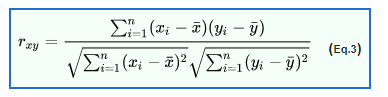 r_{xy} = \frac{\sum_{i=1}^{n}(x_i - \bar{x})(y_i - \bar{y})}{\sqrt{\sum_{i=1}^{n}(x_i - \bar{x})^2}\sqrt{\sum_{i=1}^{n}(y_i - \bar{y})^2}} (Eq.3)